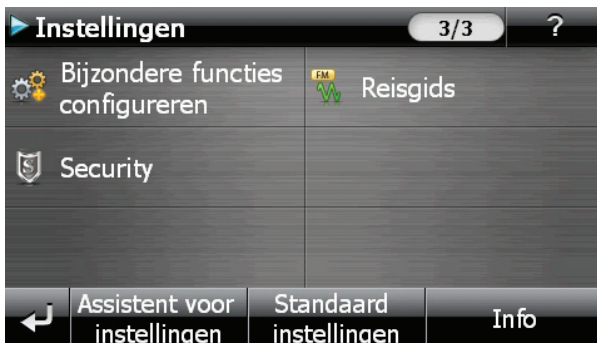 Instellingen
3/3
?
Bijzondere functies
configureren
FM
Reisgids
S
Security
Assistent voor
instellingen
Standaard
instellingen
Info